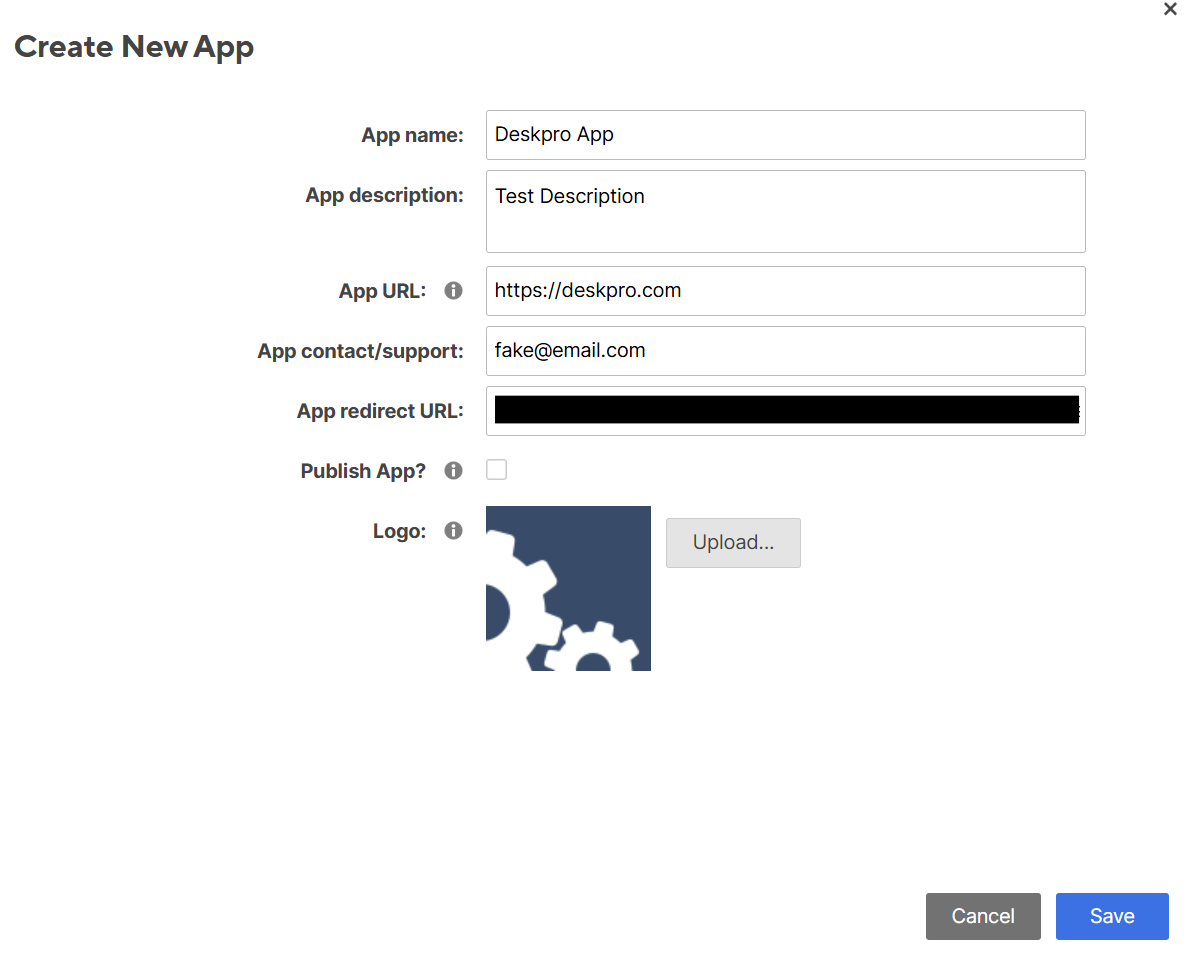 Create New App
App name: Deskpro App
App description: Test Description
App URL: https://deskpro.com
App contact/support: fake@email.com
App redirect URL:
Publish App?
Logo: Upload...
Cancel Save